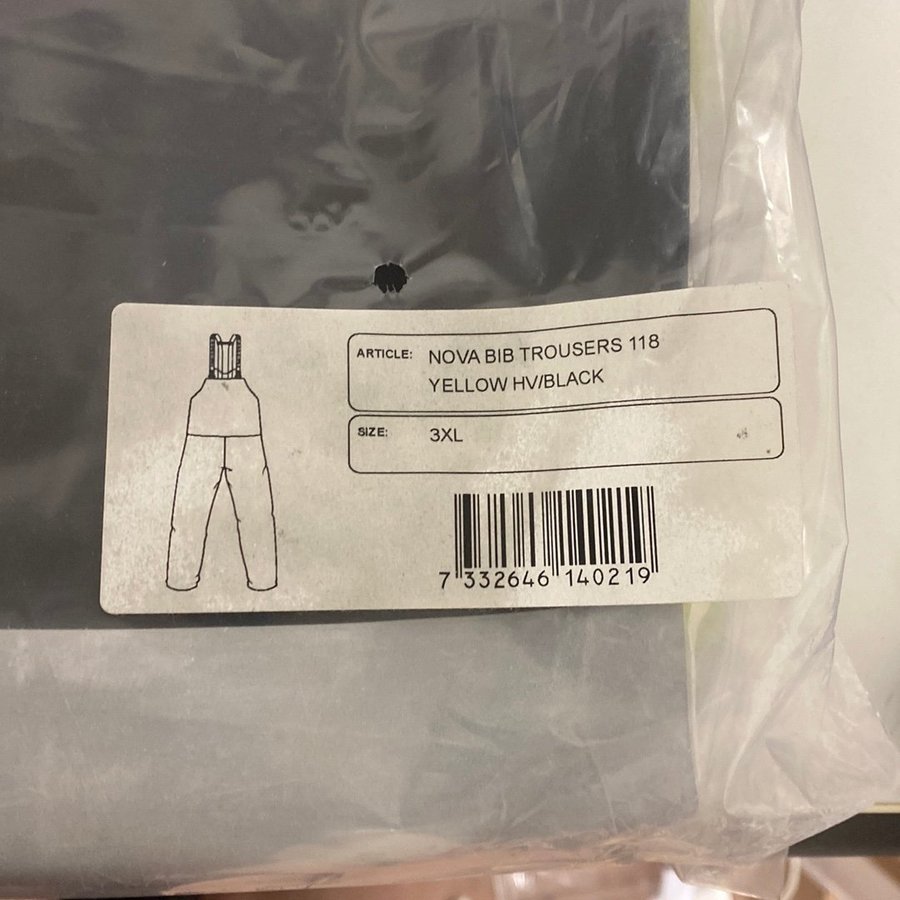 ARTICLE: NOVA BIB TROUSERS 118
YELLOW HV/BLACK
SIZE: 3XL
7 332646 140219